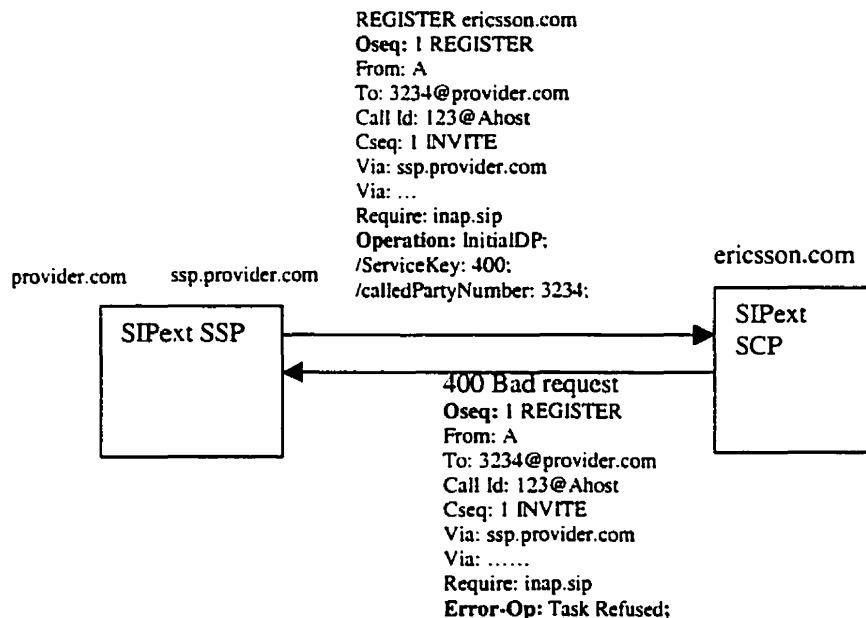 REGISTER ericsson.com
Oseq: 1 REGISTER
From: A
To: 3234@provider.com
Call Id: 123@Ahost
Cseq: 1 INVITE
Via: ssp.provider.com
Via: ...
Require: inap.sip
Operation: InitialDP;
/ServiceKey: 400;
/calledPartyNumber: 3234;
provider.com ssp.provider.com
ericsson.com
SIPext SSP
SIPext
SCP
400 Bad request
Oseq: 1 REGISTER
From: A
To: 3234@provider.com
Call Id: 123@Ahost
Cseq: 1 INVITE
Via: ssp.provider.com
Via: ......
Require: inap.sip
Error-Op: Task Refused;